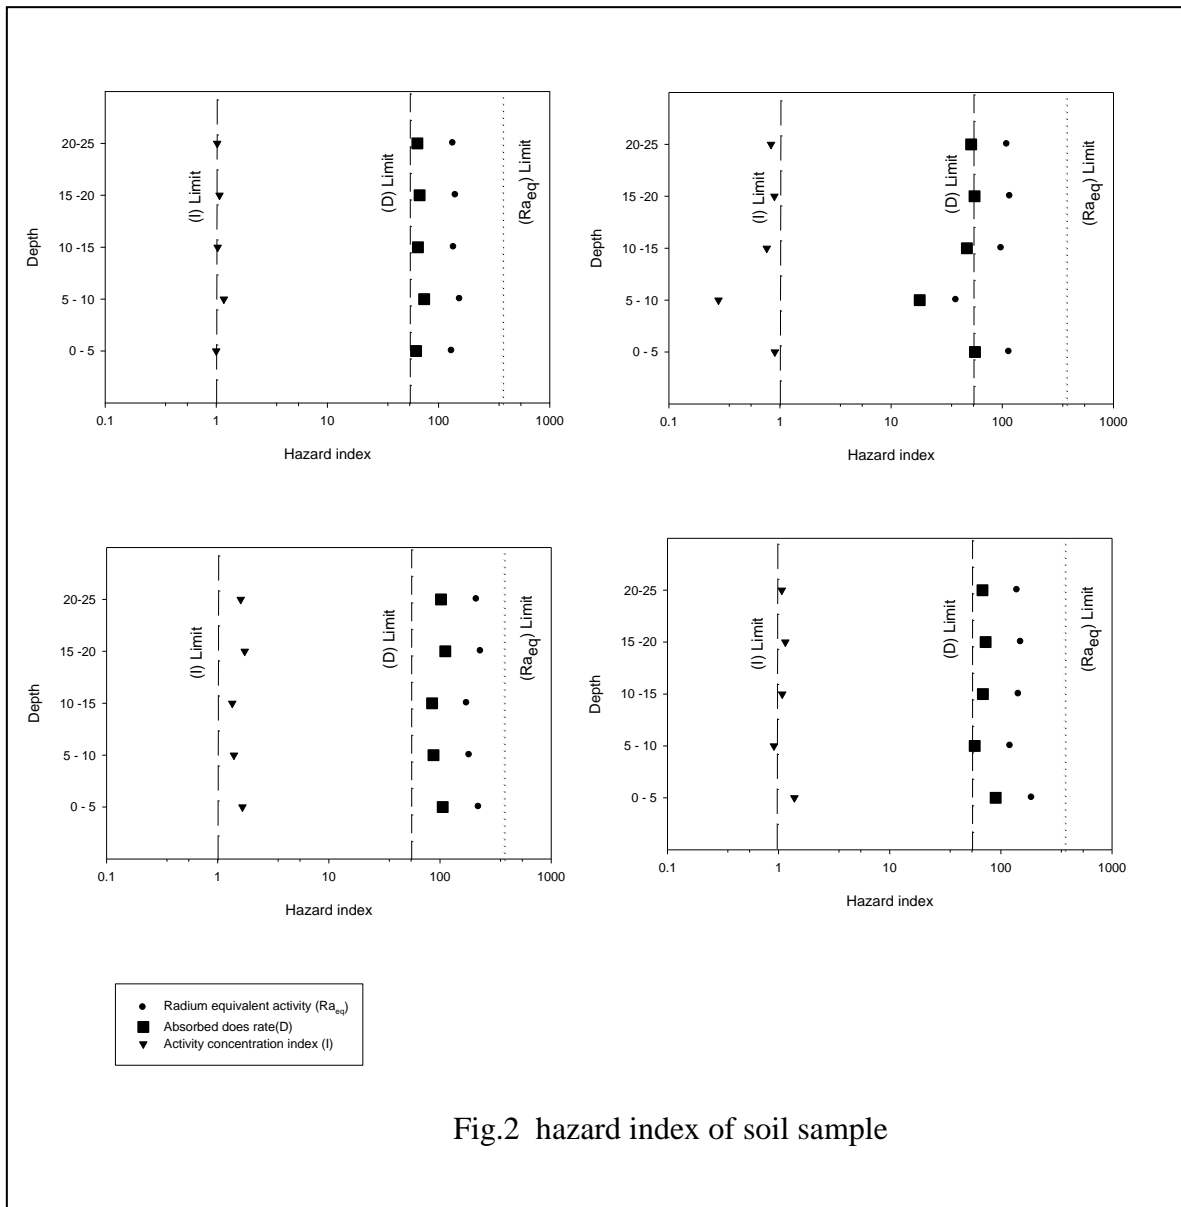 20-25
15 -20
10 -15
5 - 10
0 - 5
Depth
(I) Limit
(D) Limit
(Raeq) Limit
0.1 1 10 100 1000
Hazard index
20-25
15 -20
10 -15
5 - 10
0 - 5
Depth
(I) Limit
(D) Limit
(Raeq) Limit
0.1 1 10 100 1000
Hazard index
20-25
15 -20
10 -15
5 - 10
0 - 5
Depth
(I) Limit
(D) Limit
(Raeq) Limit
0.1 1 10 100 1000
Hazard index
20-25
15 -20
10 -15
5 - 10
0 - 5
Depth
(I) Limit
(D) Limit
(Raeq) Limit
0.1 1 10 100 1000
Hazard index
Radium equivalent activity (Raeq)
Absorbed does rate(D)
Activity concentration index (I)
Fig.2 hazard index of soil sample